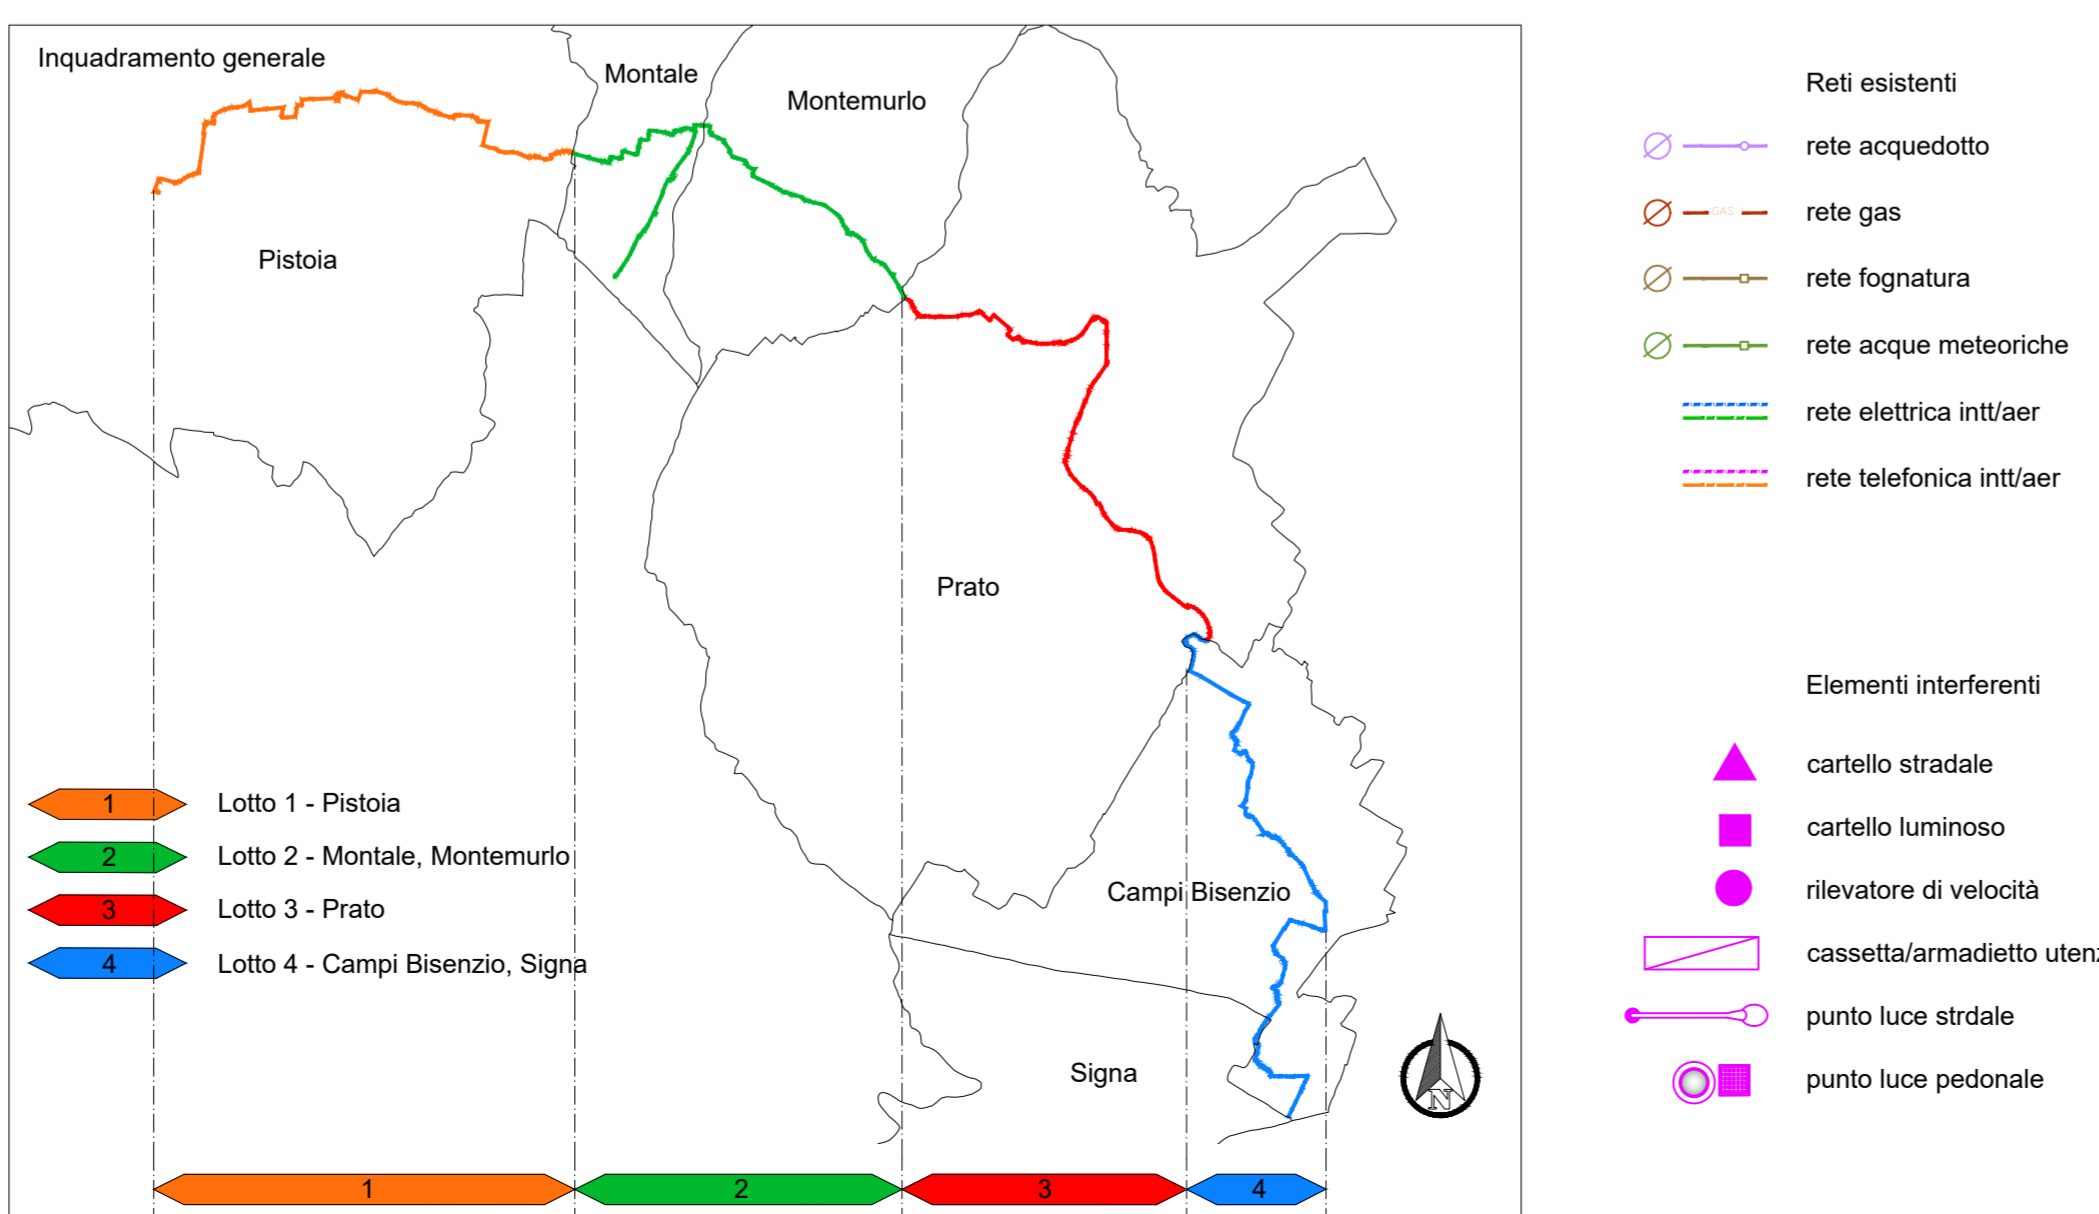 Inquadramento generale
Montale
Montemurlo
Pistoia
Prato
Campi Bisenzio
Signa
1 Lotto 1 - Pistoia
2 Lotto 2 - Montale, Montemurlo
3 Lotto 3 - Prato
4 Lotto 4 - Campi Bisenzio, Signa
N
1 2 3 4
Reti esistenti
rete acquedotto
GAS rete gas
rete fognatura
rete acque meteoriche
rete elettrica intt/aer
rete telefonica intt/aer
Elementi interferenti
cartello stradale
cartello luminoso
rilevatore di velocità
cassetta/armadietto
punto luce strdale
punto luce pedonale